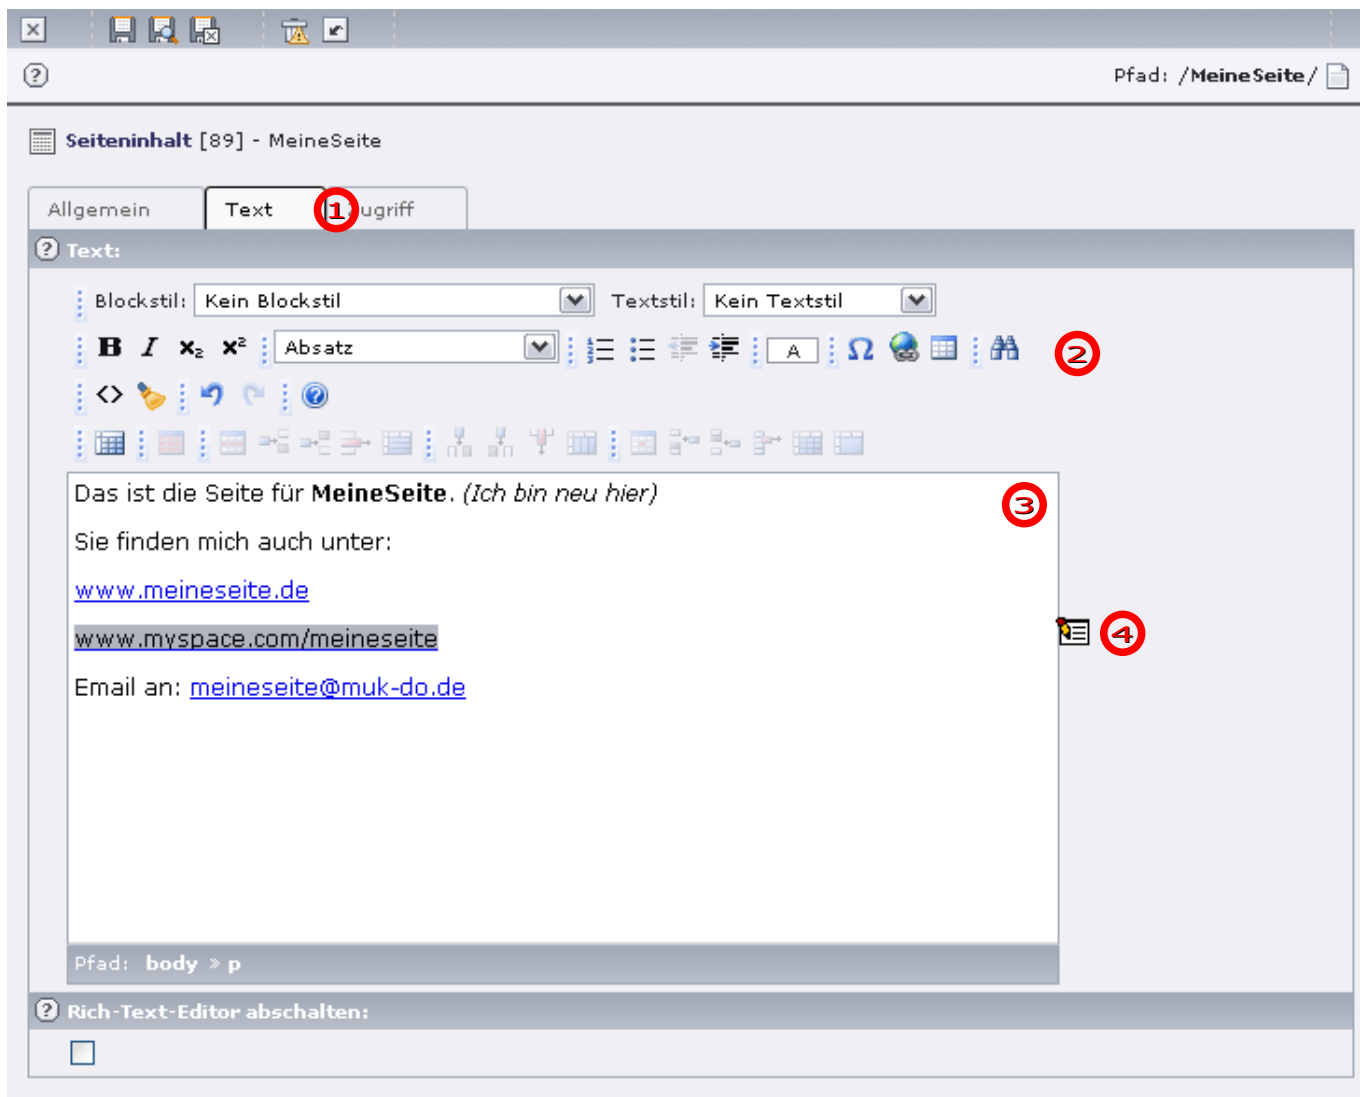 Pfad: /MeineSeite/
Seiteninhalt [89] - MeineSeite
Allgemein Text 1 ugriff
Text:
Blockstil: Kein Blockstil Textstil: Kein Textstil
B I x₂ x² Absatz A Ω 2
<>
Das ist die Seite für MeineSeite. (Ich bin neu hier) 3
Sie finden mich auch unter:
www.meineseite.de
www.myspace.com/meineseite 4
Email an: meineseite@muk-do.de
Pfad: body » p
Rich-Text-Editor abschalten: